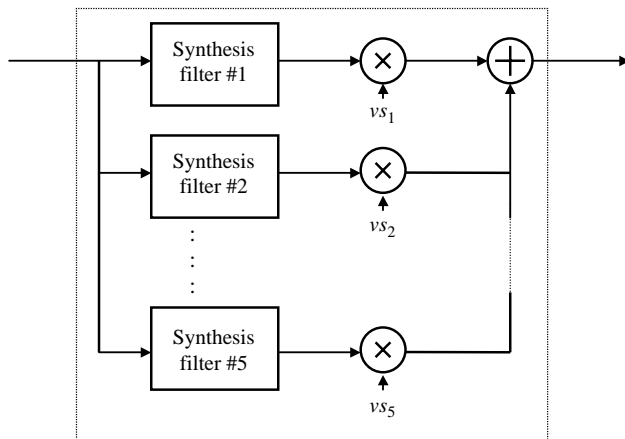 Synthesis
filter #1
vs1
Synthesis
filter #2
vs2
Synthesis
filter #5
vs5